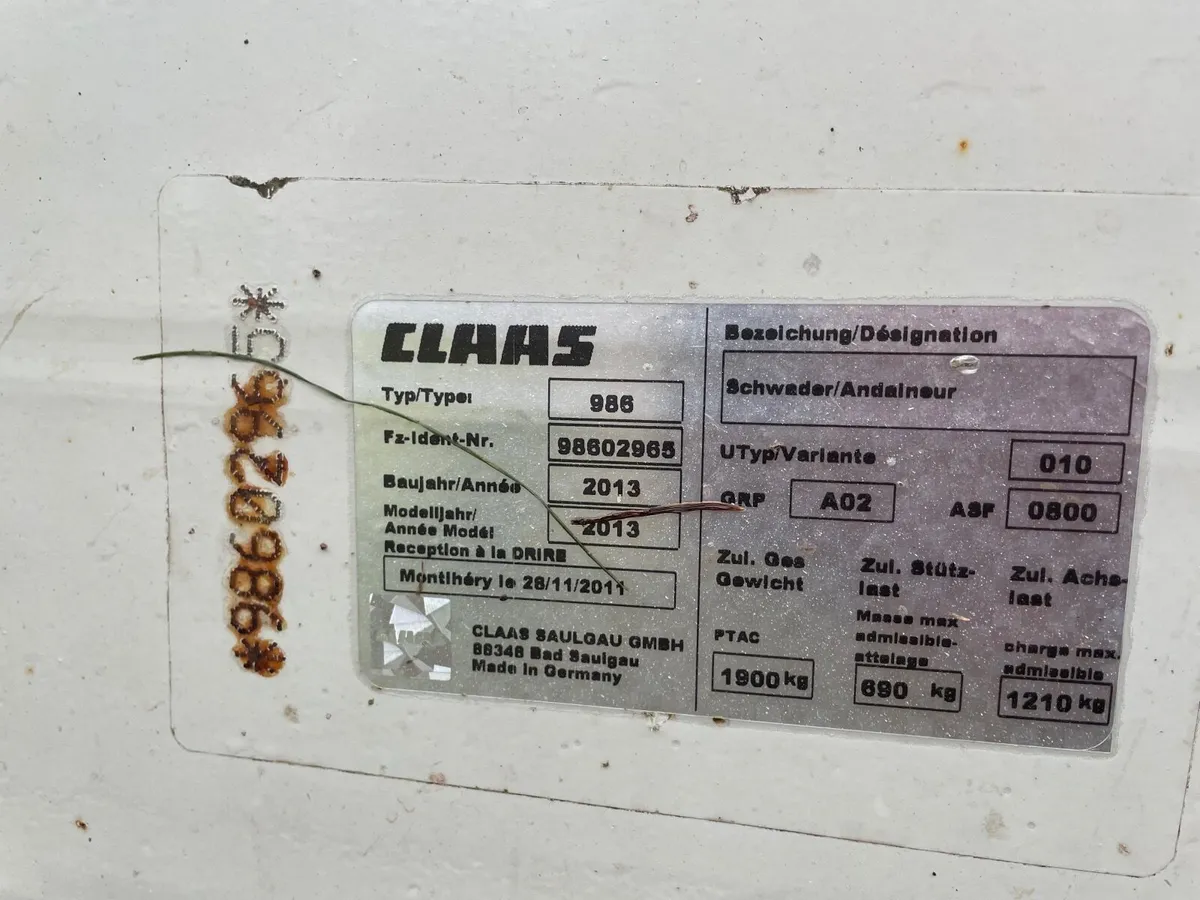 *98602965*
CLAAS
Typ/Type: 986
Fz-Ident-Nr. 98602965
Baujahr/Année 2013
Modelljahr/
Année Modél 2013
Reception à la DRIRE
Montlhéry le 28/11/2011
CLAAS SAULGAU GMBH
88348 Bad Saulgau
Made in Germany
Bezeichung/Désignation
Schwader/Andaineur
UTyp/Variante 010
GRP A02 ASF 0800
Zul. Ges
Gewicht
PTAC
1900 kg
Zul. Stütz-
last
Masse max
admissible-
attelage
690 kg
Zul. Achs-
last
charge max.
admissible
1210 kg